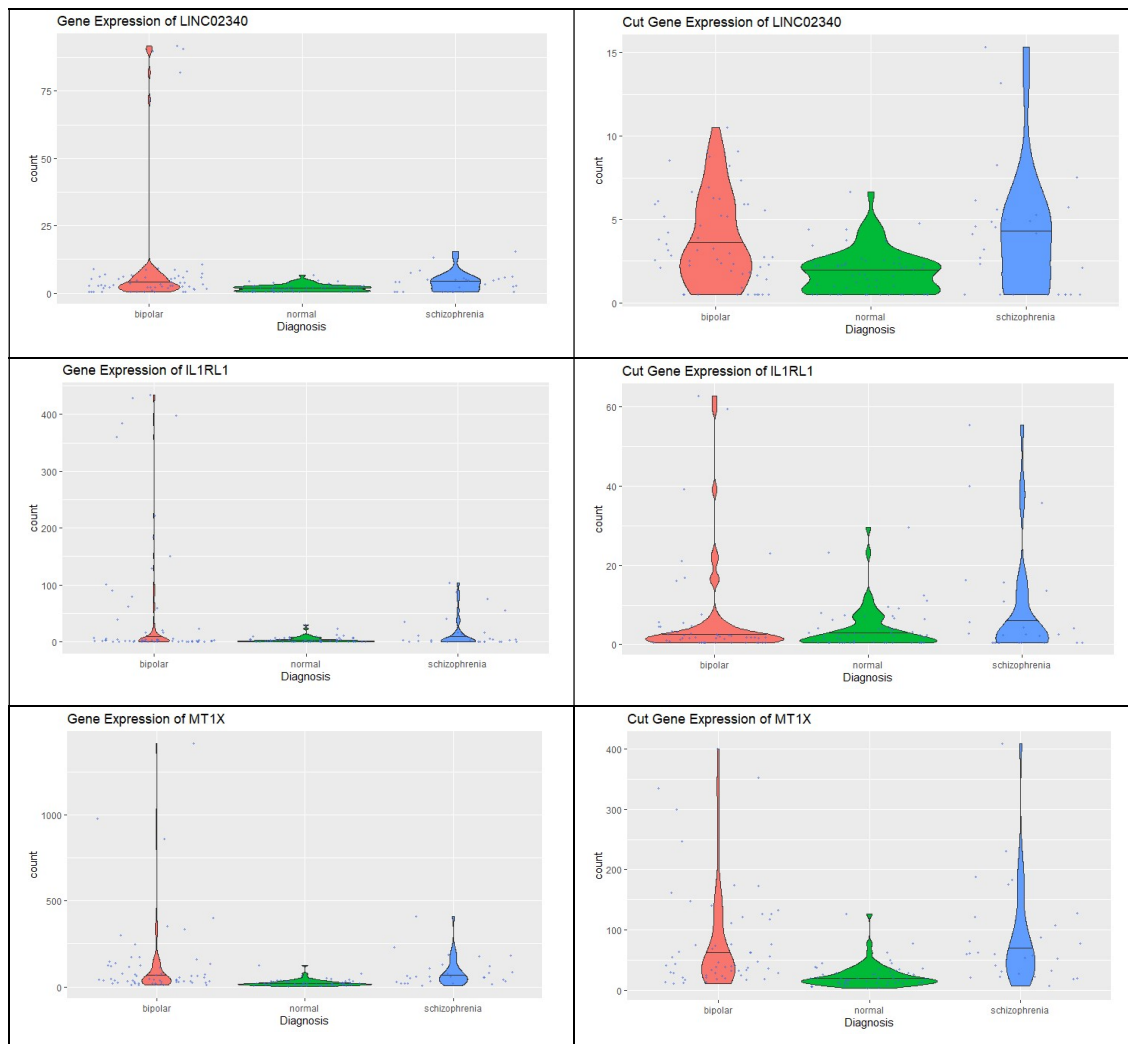 Gene Expression of LINC02340
75
50
25
0
count
bipolar
normal
schizophrenia
Diagnosis
Cut Gene Expression of LINC02340
15
10
5
0
count
bipolar
normal
schizophrenia
Diagnosis
Gene Expression of IL1RL1
400
300
200
100
0
count
bipolar
normal
schizophrenia
Diagnosis
Cut Gene Expression of IL1RL1
60
40
20
0
count
bipolar
normal
schizophrenia
Diagnosis
Gene Expression of MT1X
1000
500
0
count
bipolar
normal
schizophrenia
Diagnosis
Cut Gene Expression of MT1X
400
300
200
100
0
count
bipolar
normal
schizophrenia
Diagnosis